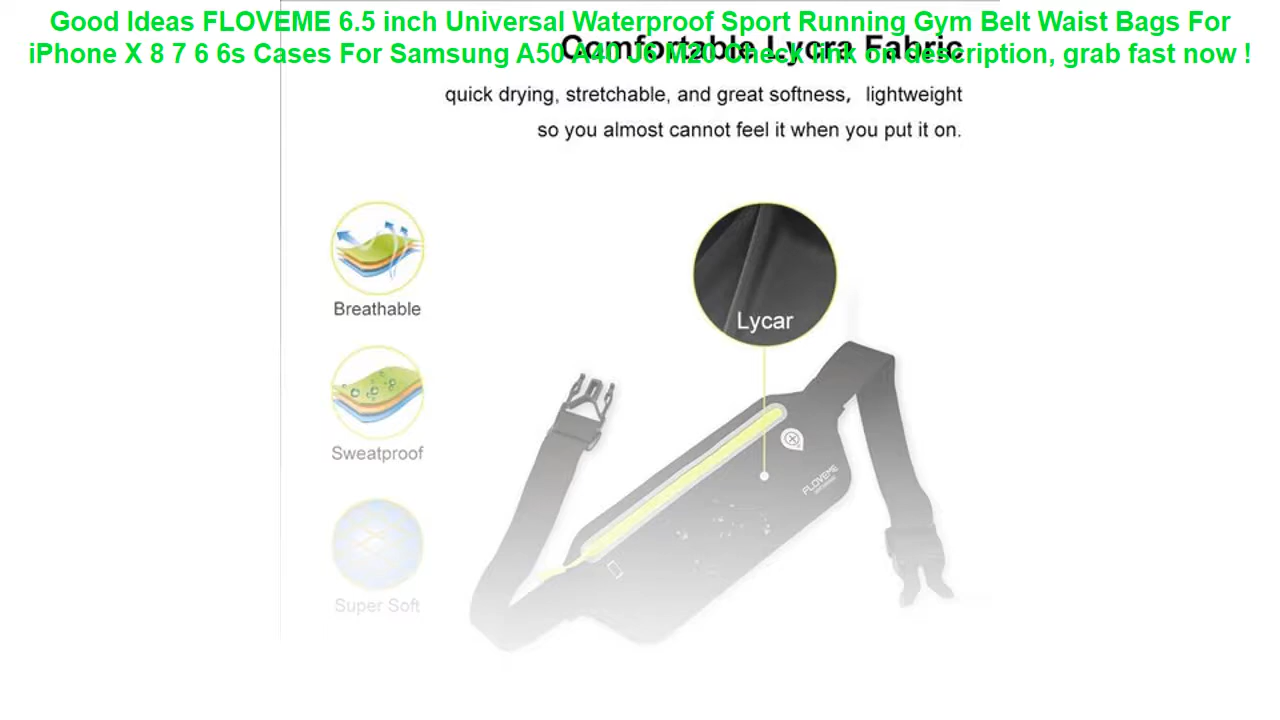 Good Ideas FLOVEME 6.5 inch Universal Waterproof Sport Running Gym Belt Waist Bags For
iPhone X 8 7 6 6s Cases For Samsung A50 A40 J6 M20 Check link on description, grab fast now !
Comfortable Lycra Fabric
quick drying, stretchable, and great softness, lightweight
so you almost cannot feel it when you put it on.
Breathable
Lycar
Sweatproof
FLOVEME
Super Soft